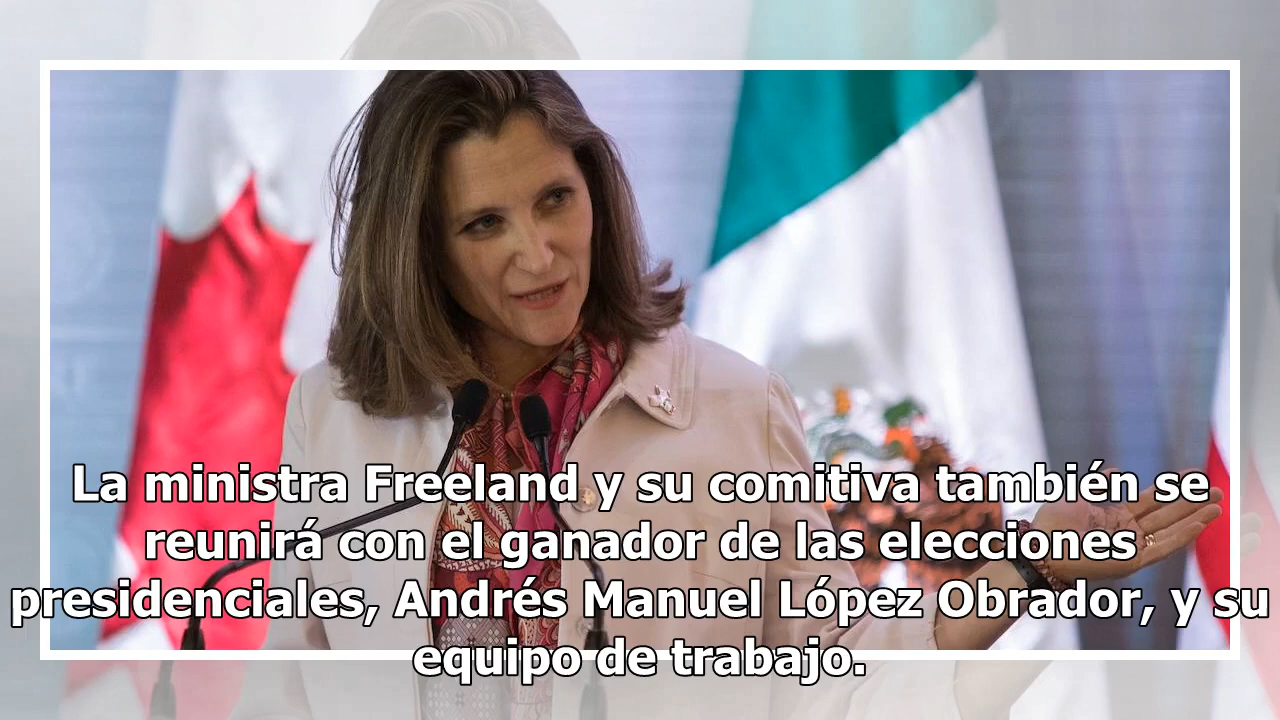 La ministra Freeland y su comitiva también se
reunirá con el ganador de las elecciones
presidenciales, Andrés Manuel López Obrador, y su
equipo de trabajo.